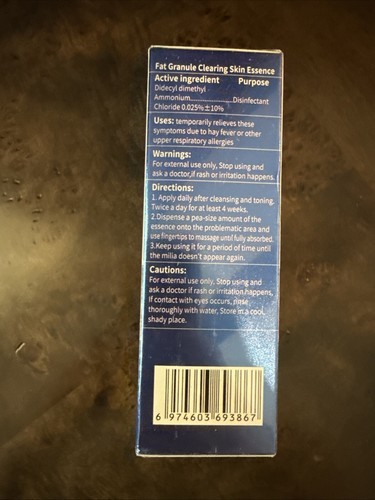 Fat Granule Clearing Skin Essence
Active ingredient Purpose
Didecyl dimethyl
Ammonium............................Disinfectant
Chloride 0.025%±10%
Uses: temporarily relieves these
symptoms due to hay fever or other
upper respiratory allergies
Warnings:
For external use only, Stop using and
ask a doctor,if rash or irritation happens.
Directions:
1. Apply daily after cleansing and toning.
Twice a day for at least 4 weeks.
2.Dispense a pea-size amount of the
essence onto the problematic area and
use fingertips to massage until fully absorbed.
3.Keep using it for a period of time until
the milia doesn't appear again.
Cautions:
For external use only, Stop using and
ask a doctor if rash or irritation happens,
If contact with eyes occurs, rinse
thoroughly with water, Store in a cool,
shady place.
6 974603 693867